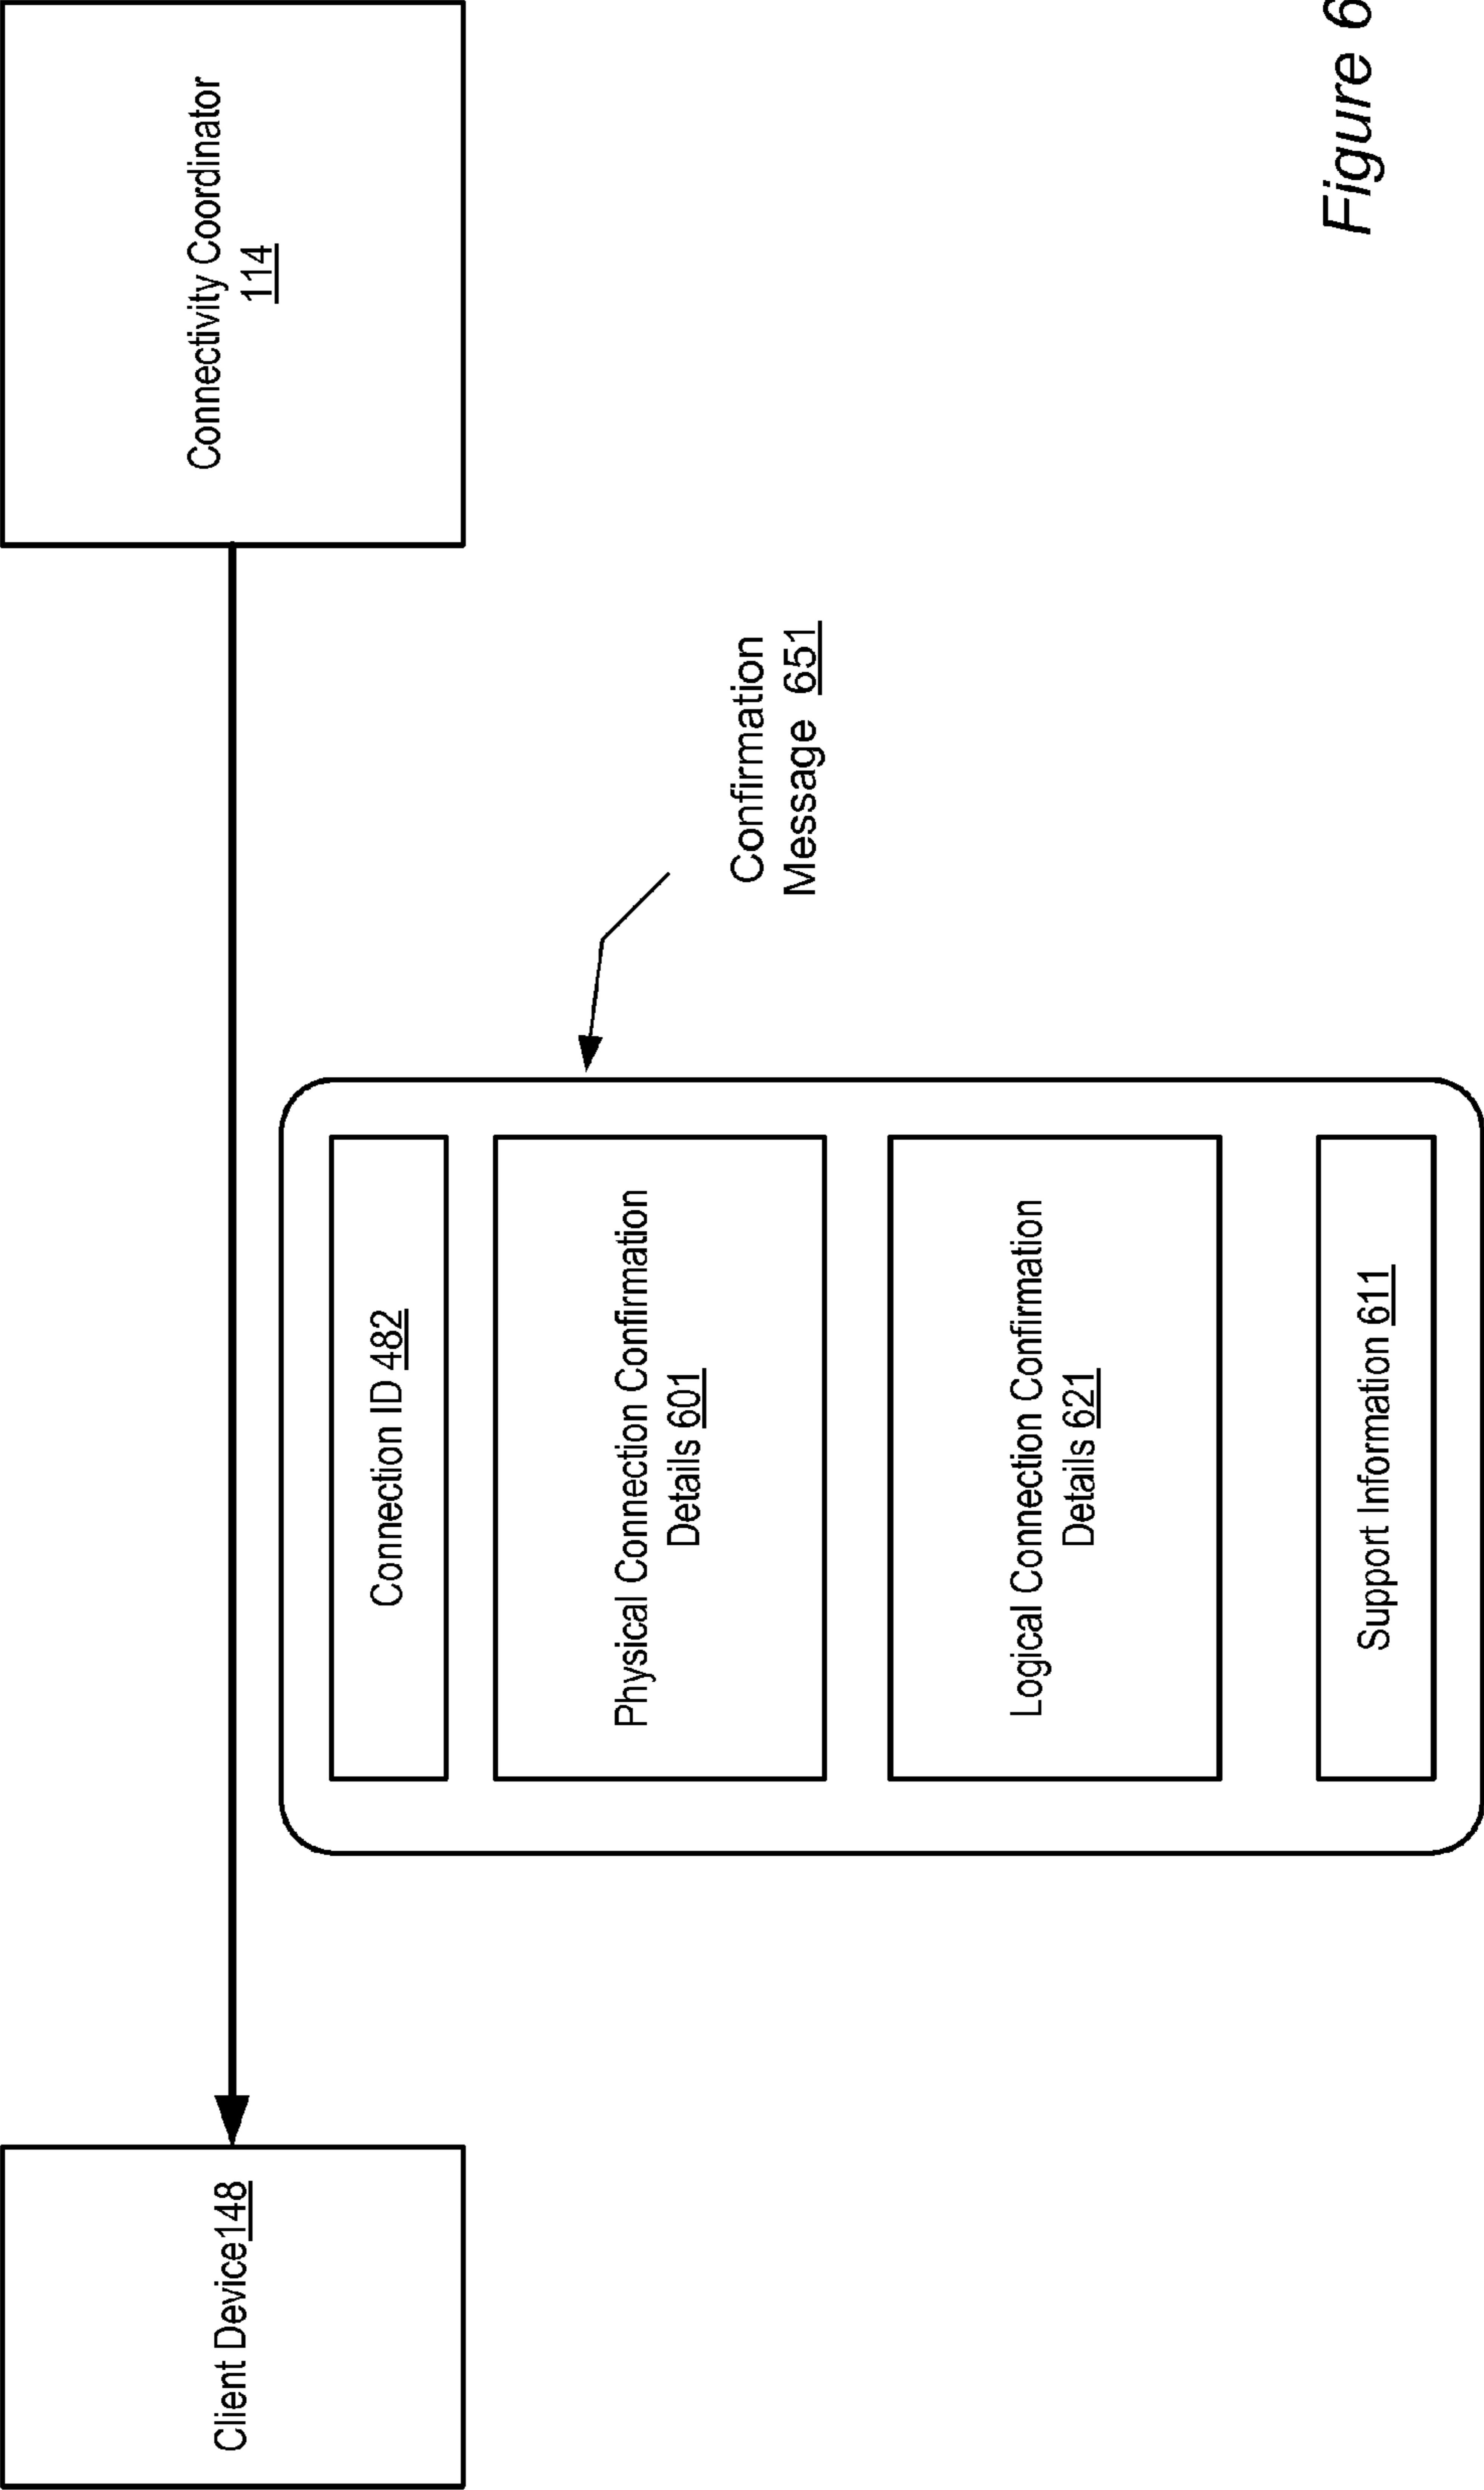 Client Device148
Connectivity Coordinator
114
Connection ID 482
Confirmation
Message 651
Physical Connection Confirmation
Details 601
Logical Connection Confirmation
Details 621
Support Information 611
Figure 6